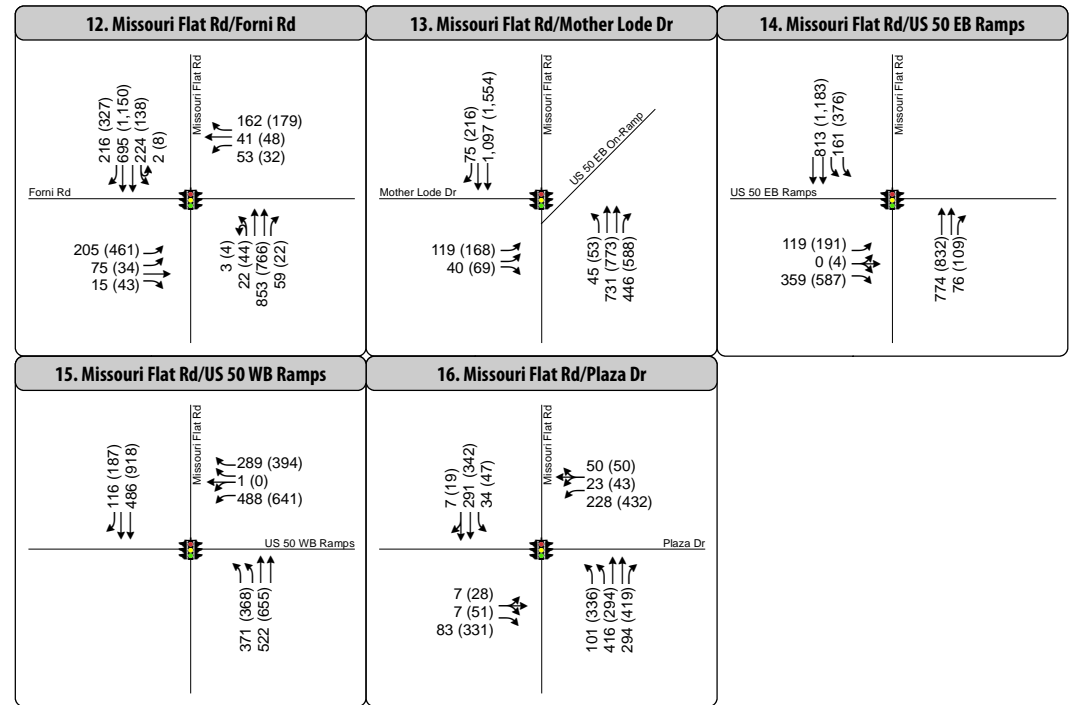 12. Missouri Flat Rd/Forni Rd
216 (327)
695 (1,150)
224 (138)
2 (8)
Missouri Flat Rd
162 (179)
41 (48)
53 (32)
Forni Rd
205 (461)
75 (34)
15 (43)
3 (4)
22 (44)
853 (766)
59 (22)
13. Missouri Flat Rd/Mother Lode Dr
75 (216)
1,097 (1,554)
Missouri Flat Rd
US 50 EB On-Ramp
Mother Lode Dr
119 (168)
40 (69)
45 (53)
731 (773)
446 (588)
14. Missouri Flat Rd/US 50 EB Ramps
813 (1,183)
161 (376)
Missouri Flat Rd
US 50 EB Ramps
119 (191)
0 (4)
359 (587)
774 (832)
76 (109)
15. Missouri Flat Rd/US 50 WB Ramps
116 (187)
486 (918)
Missouri Flat Rd
289 (394)
1 (0)
488 (641)
US 50 WB Ramps
371 (368)
522 (655)
16. Missouri Flat Rd/Plaza Dr
7 (19)
291 (342)
34 (47)
Missouri Flat Rd
50 (50)
23 (43)
228 (432)
Plaza Dr
7 (28)
7 (51)
83 (331)
101 (336)
416 (294)
294 (419)